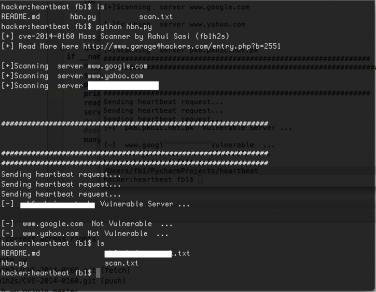 hacker:heartbeat fb1$ ls
README.md hbn.py scan.txt
hacker:heartbeat fb1$ python hbn.py
[+] cve-2014-0160 Mass Scanner by Rahul Sasi (fb1h2s)
[+] Read More here http://www.garage4hackers.com/entry.php?b=2551
[+]Scanning server www.google.com
[+]Scanning server www.yahoo.com
[+]Scanning server
##################################################
##################################################
##################################################
Sending heartbeat request...
Sending heartbeat request...
Sending heartbeat request...
[-] Vulnerable Server ...
[-] www.google.com Not Vulnerable ...
[-] www.yahoo.com Not Vulnerable ...
hacker:heartbeat fb1$ ls
README.md .txt
hbn.py scan.txt
hacker:heartbeat fb1$